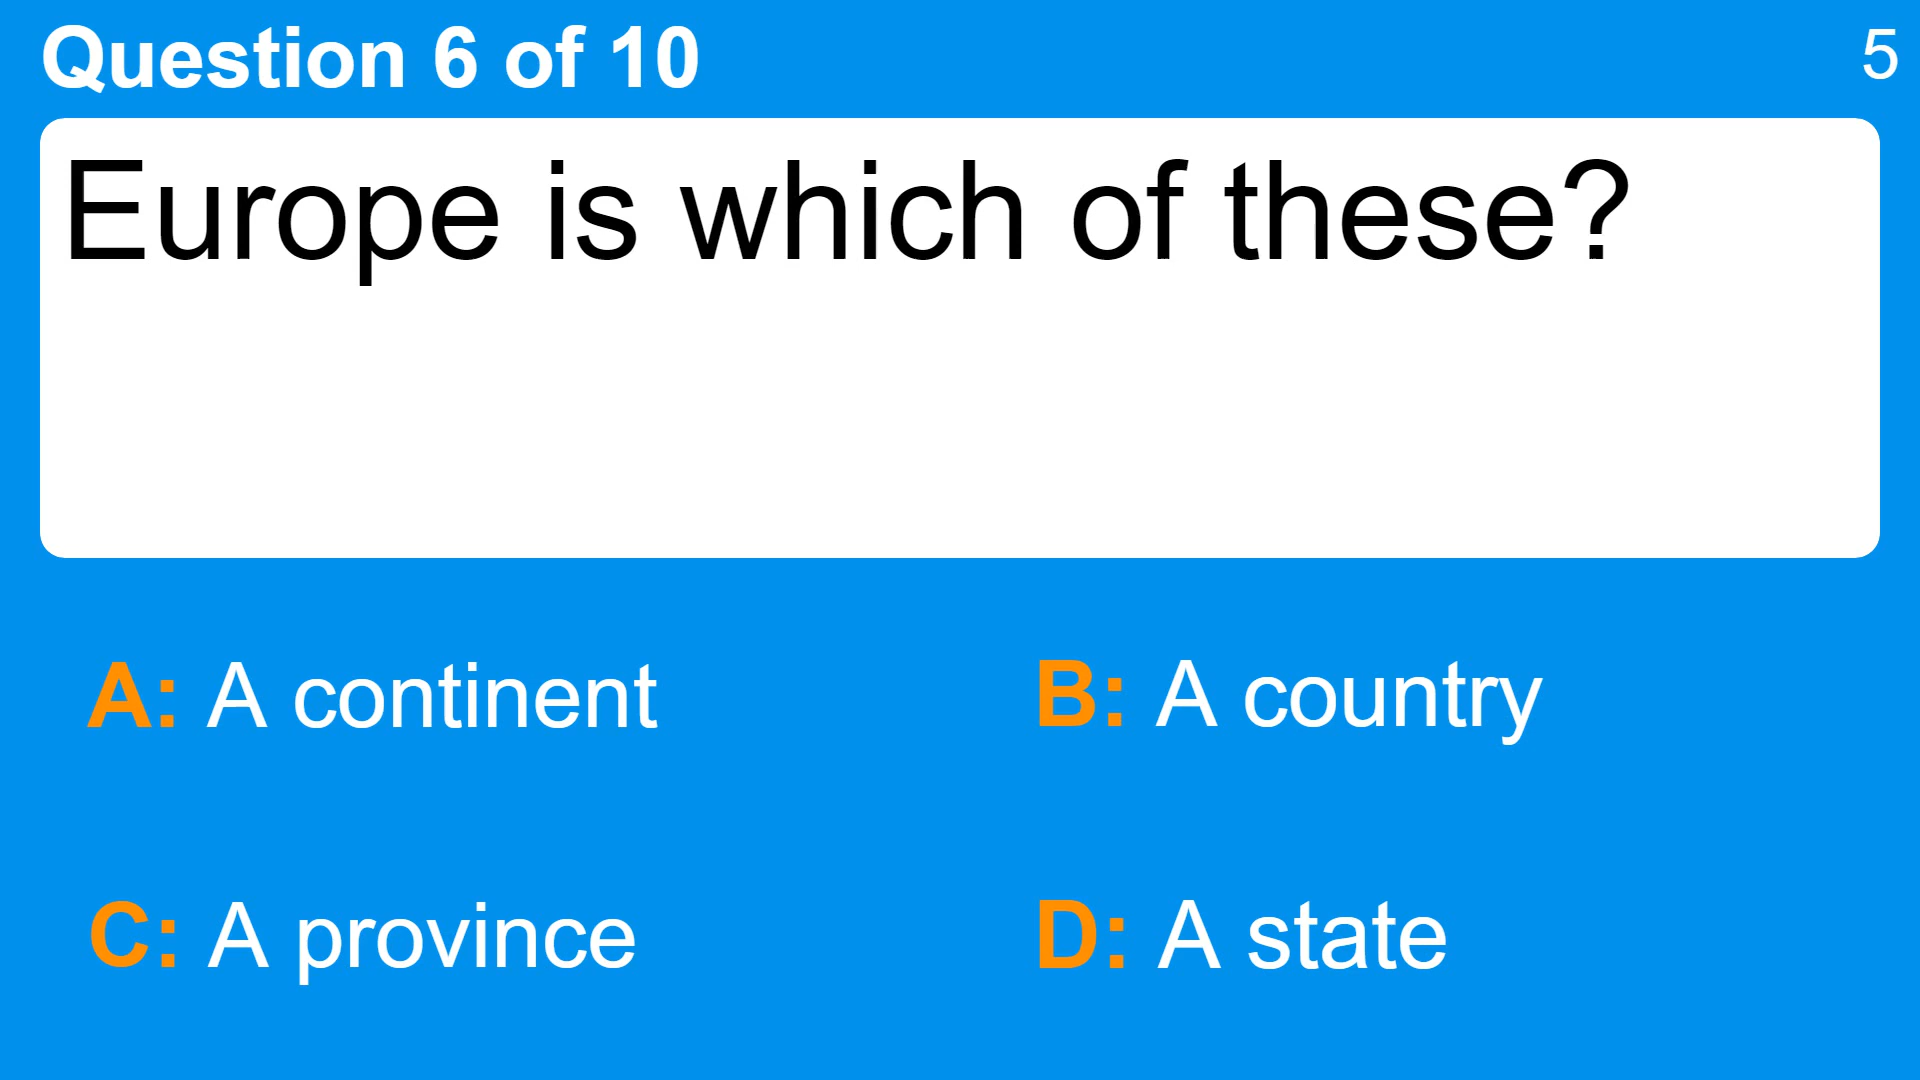 Question 6 of 10
5
Europe is which of these?
A: A continent
B: A country
C: A province
D: A state